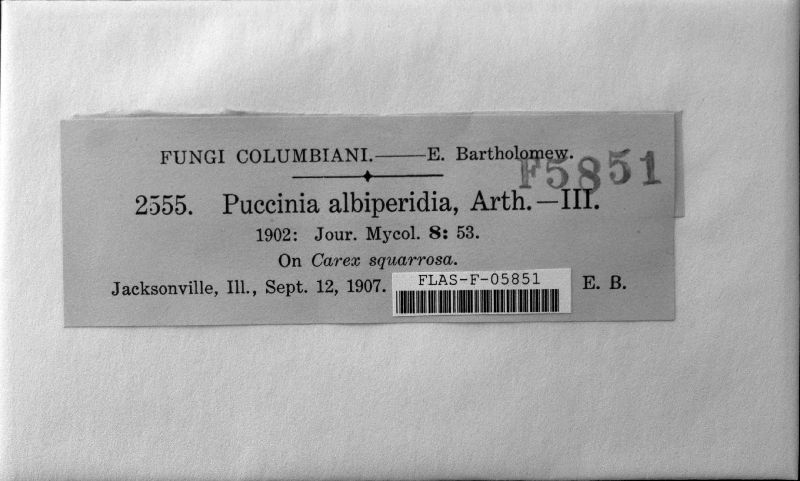 FUNGI COLUMBIANI.——E. Bartholomew.
F5851
2555. Puccinia albiperidia, Arth.—III.
1902: Jour. Mycol. 8: 53.
On Carex squarrosa.
Jacksonville, Ill., Sept. 12, 1907. E. B.
FLAS-F-05851